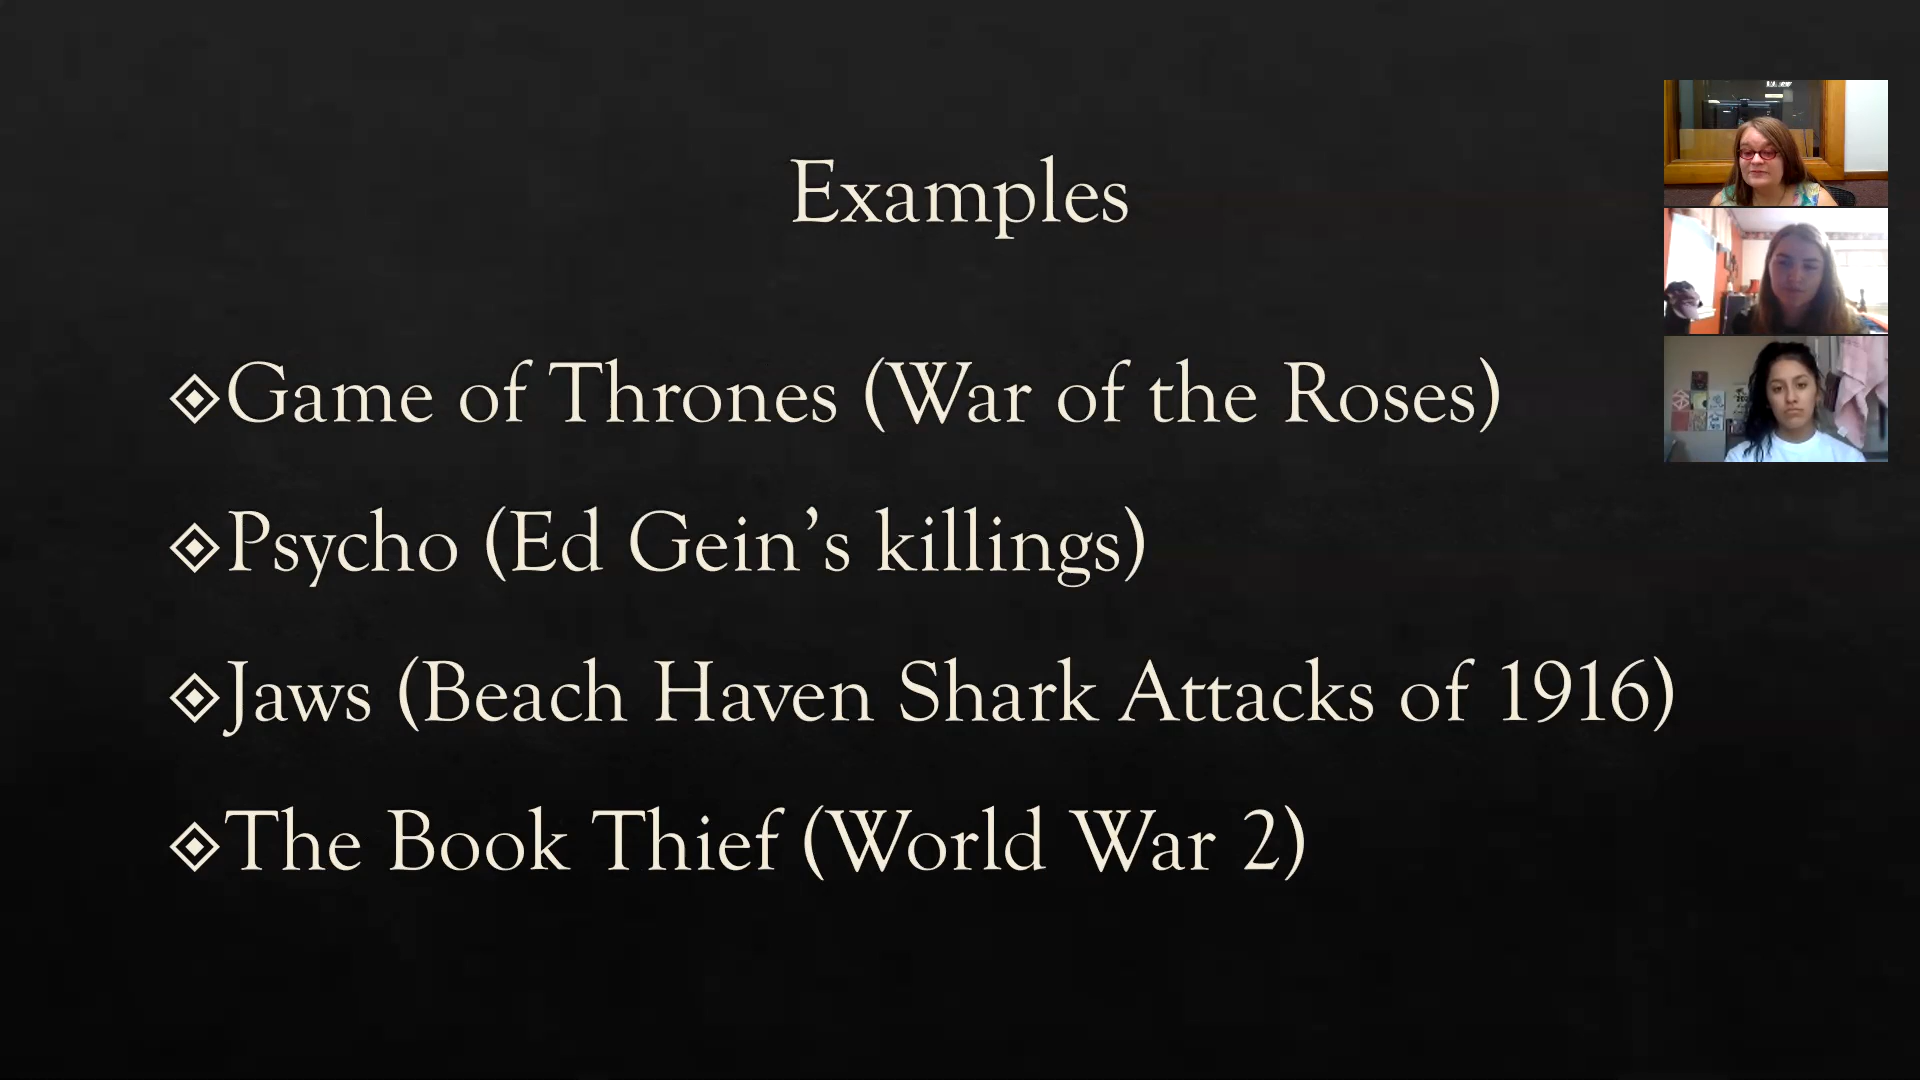 Examples
Game of Thrones (War of the Roses)
Psycho (Ed Gein’s killings)
Jaws (Beach Haven Shark Attacks of 1916)
The Book Thief (World War 2)